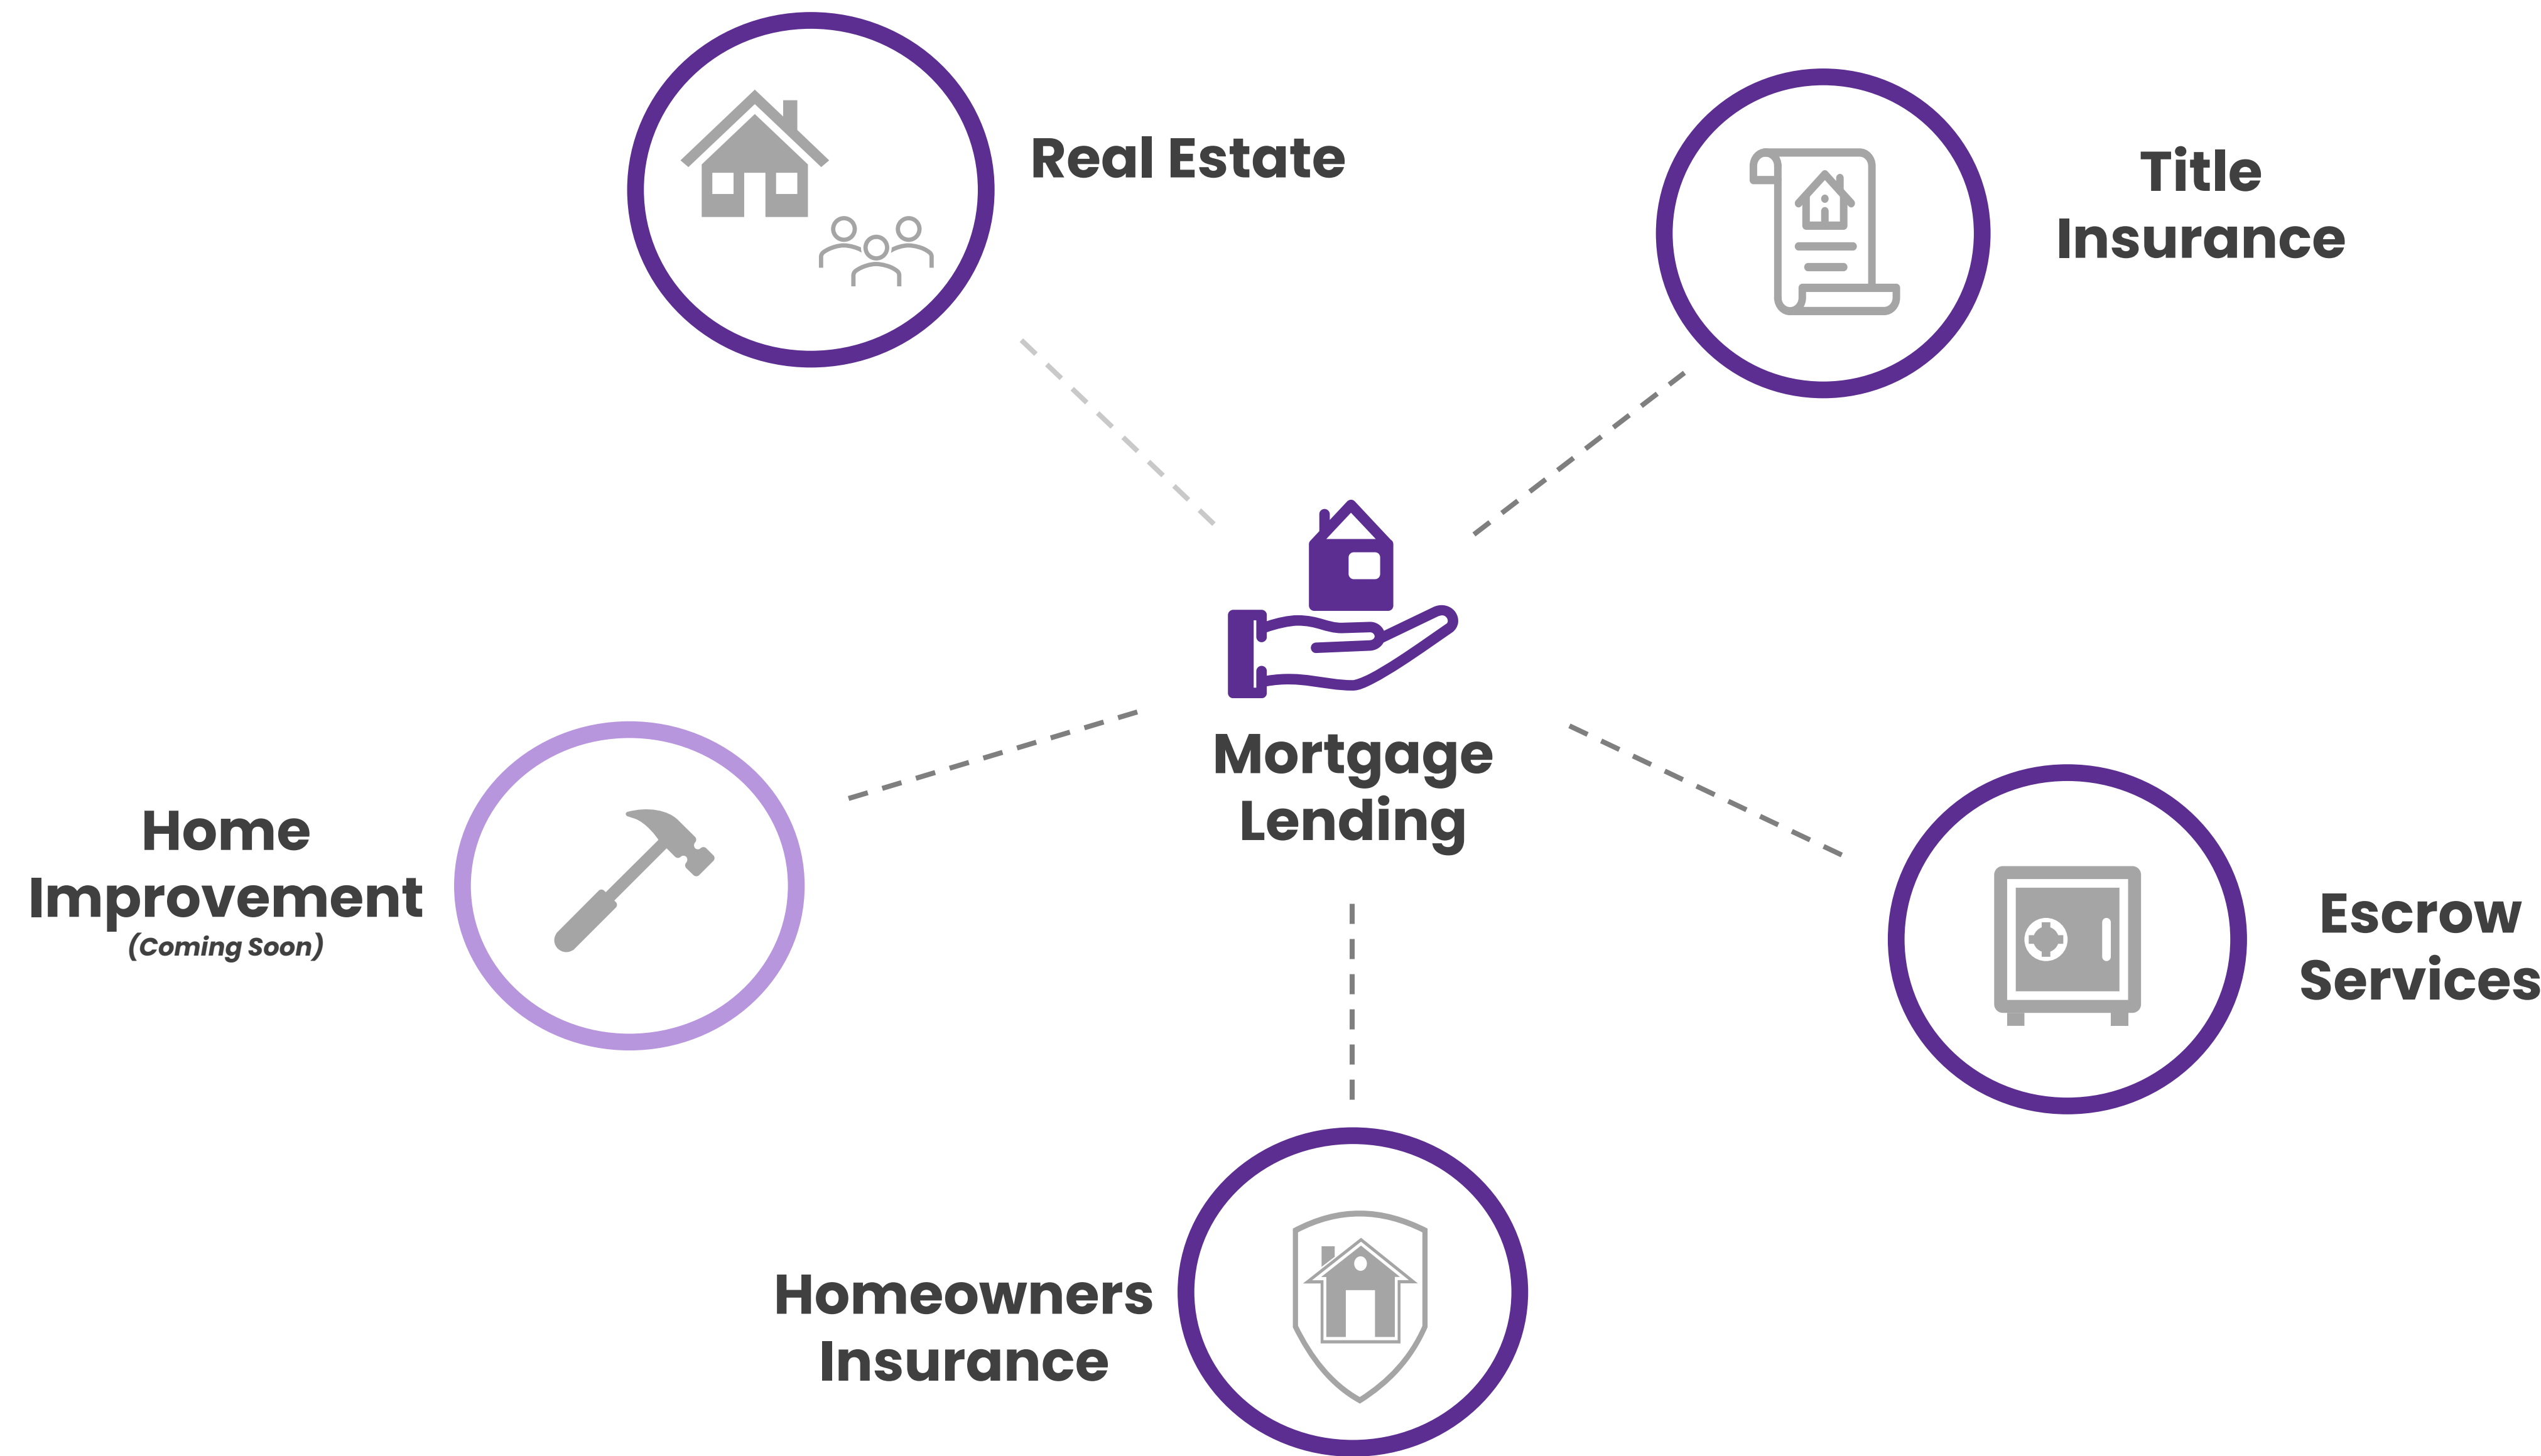 Real Estate
Title
Insurance
Mortgage
Lending
Home
Improvement
(Coming Soon)
Escrow
Services
Homeowners
Insurance